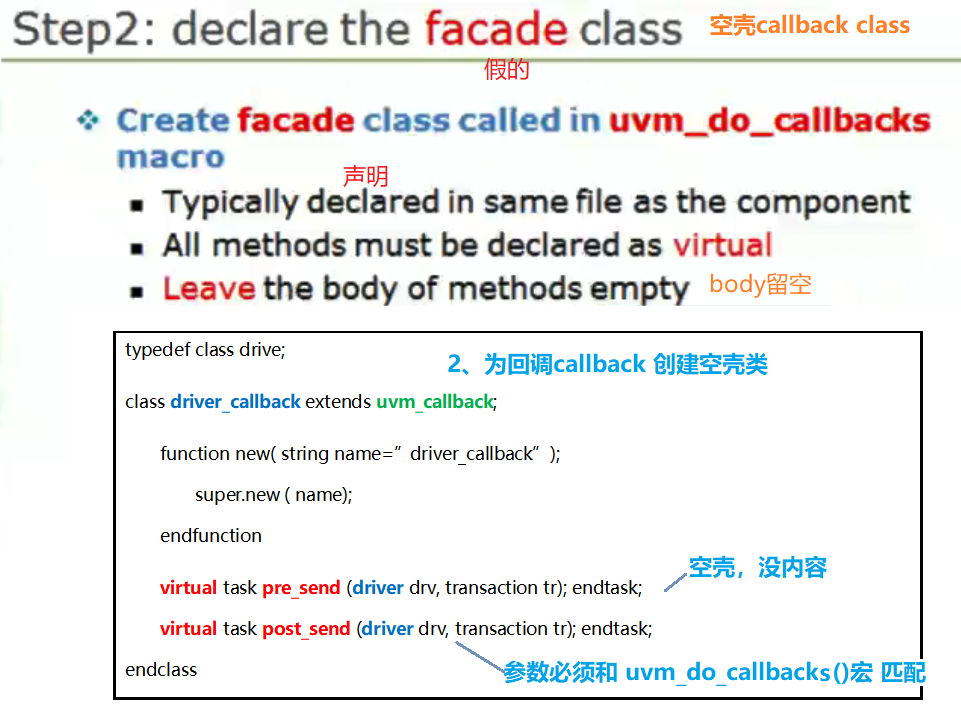 Step2: declare the facade class 空壳callback class
假的
Create facade class called in uvm_do_callbacks
macro
声明
Typically declared in same file as the component
All methods must be declared as virtual
Leave the body of methods empty body留空
typedef class drive;
2、为回调callback 创建空壳类
class driver_callback extends uvm_callback;
function new( string name=”driver_callback”);
super.new ( name);
endfunction
空壳，没内容
virtual task pre_send (driver drv, transaction tr); endtask;
virtual task post_send (driver drv, transaction tr); endtask;
endclass
参数必须和 uvm_do_callbacks()宏 匹配